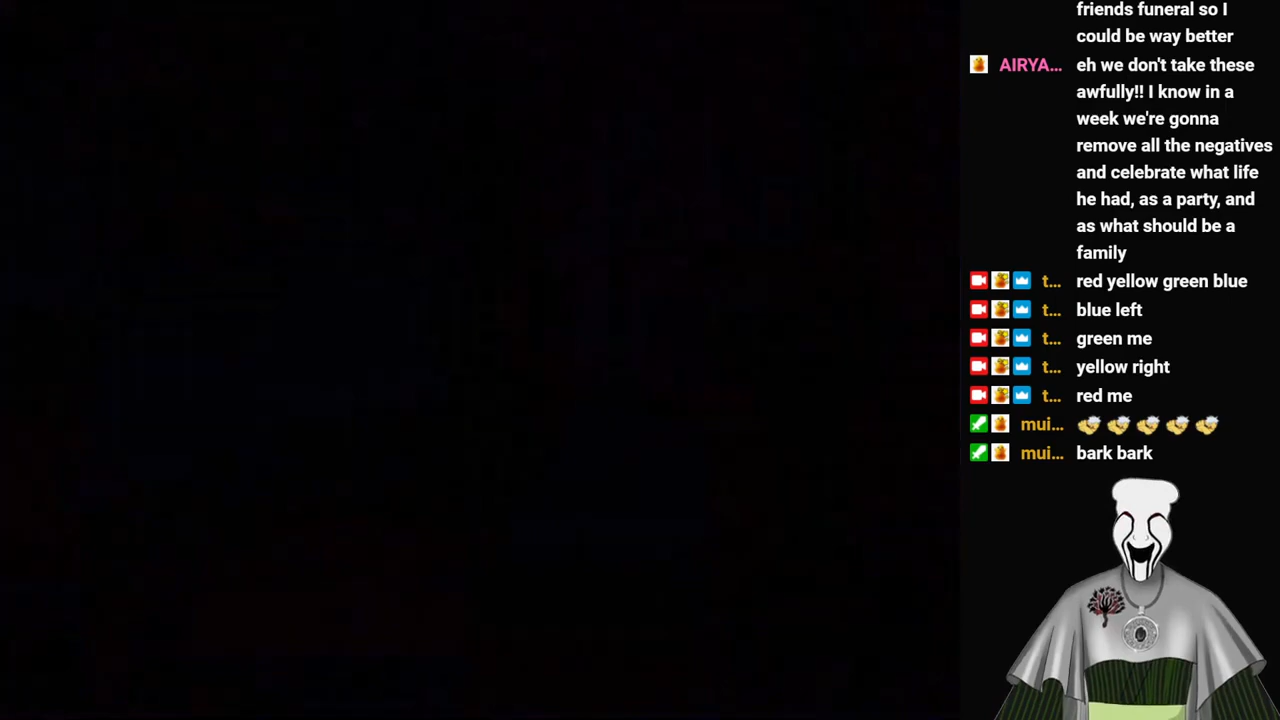 friends funeral so I
could be way better
AIRYA… eh we don't take these
awfully!! I know in a
week we're gonna
remove all the negatives
and celebrate what life
he had, as a party, and
as what should be a
family
t… red yellow green blue
t… blue left
t… green me
t… yellow right
t… red me
mui…
mui… bark bark